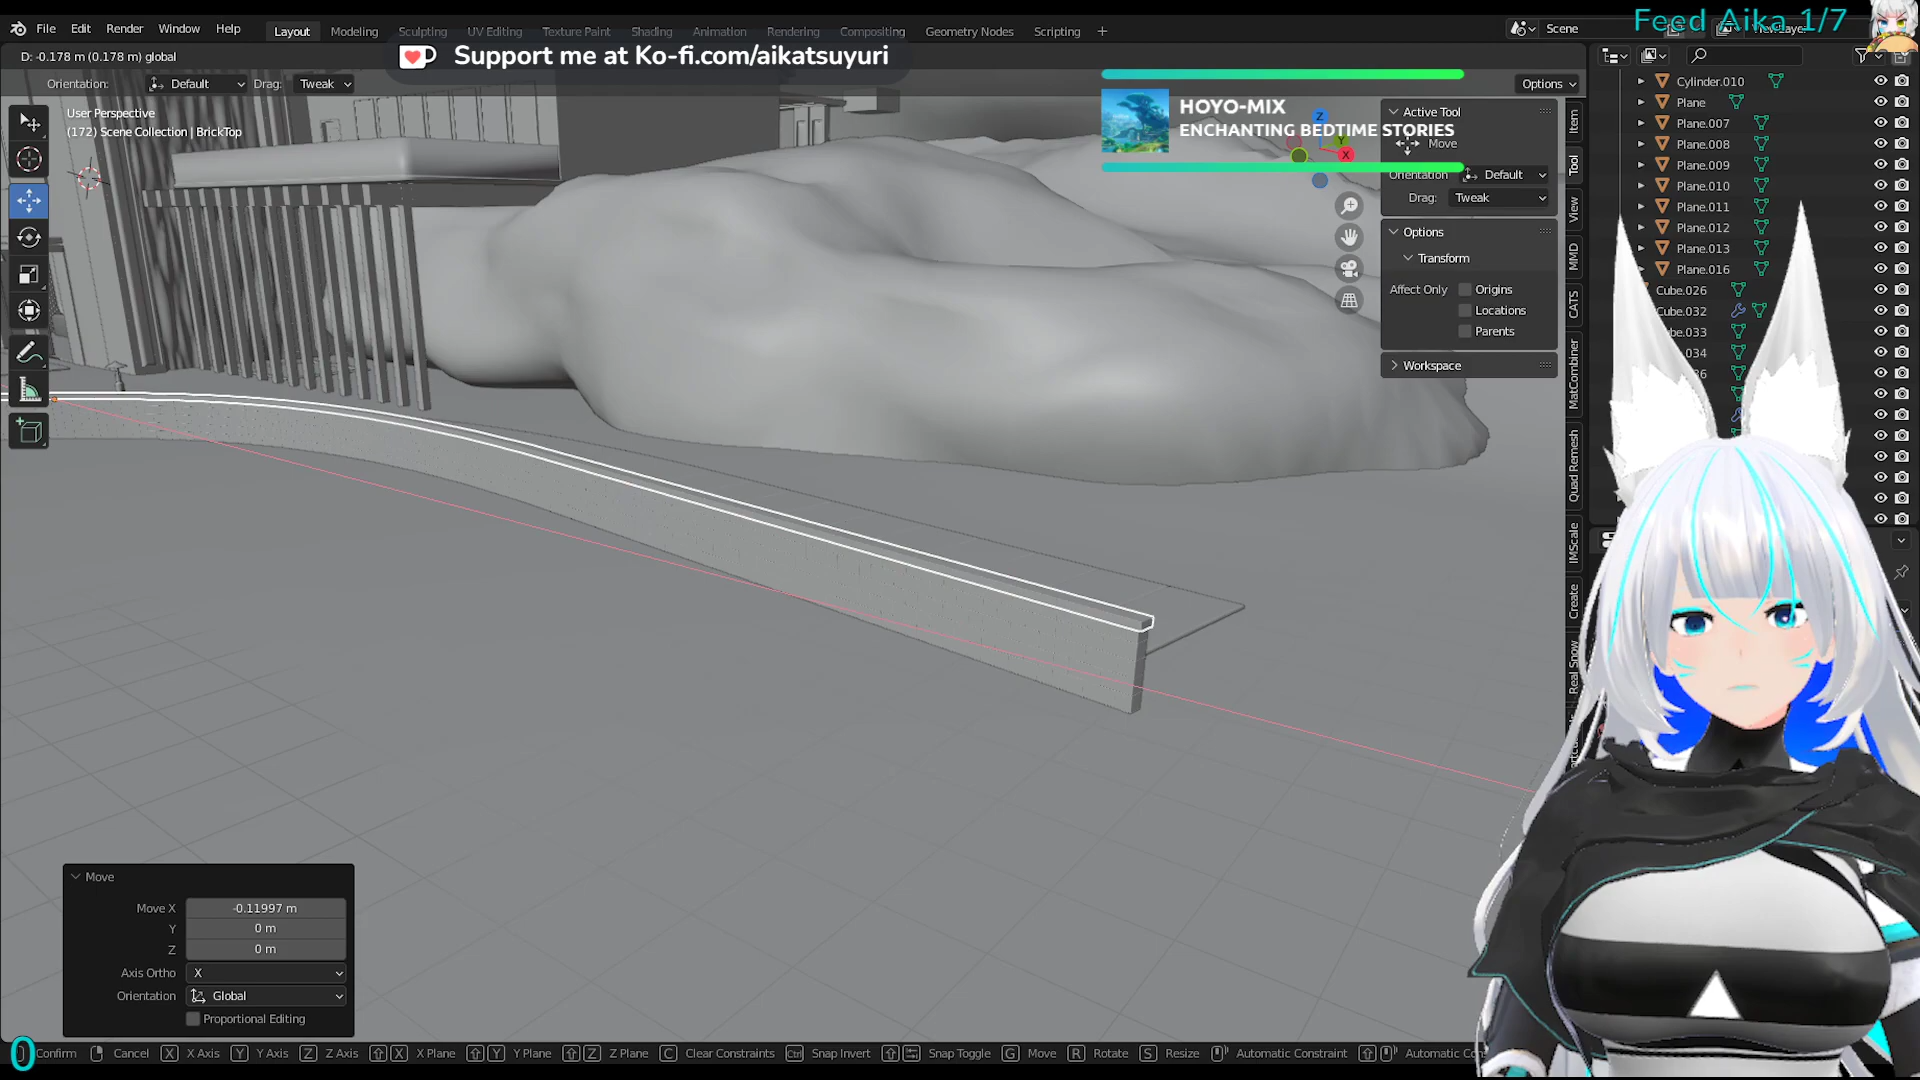 File Edit Render Window Help Layout Modeling Sculpting UV Editing Texture Paint Shading Animation Rendering Compositing Geometry Nodes Scripting + Scene
Feed Aika 1/7
D: -0.178 m (0.178 m) global
Support me at Ko-fi.com/aikatsuyuri
Orientation: Default Drag: Tweak Options
User Perspective
(172) Scene Collection | BrickTop
HOYO-MIX
ENCHANTING BEDTIME STORIES
Z
Y
X
Active Tool
Move
Orientation Default
Drag: Tweak
Options
Transform
Affect Only Origins
Locations
Parents
Workspace
Item
Tool
View
MMD
CATS
MatCombiner
Quad Remesh
IMScale
Create
Real Snow
Cylinder.010
Plane
Plane.007
Plane.008
Plane.009
Plane.010
Plane.011
Plane.012
Plane.013
Plane.016
Cube.026
Cube.032
be.033
.034
Move
Move X -0.11997 m
Y 0 m
Z 0 m
Axis Ortho X
Orientation Global
Proportional Editing
0 Confirm Cancel X X Axis Y Y Axis Z Z Axis X X Plane Y Y Plane Z Z Plane C Clear Constraints Ctrl Snap Invert Snap Toggle G Move R Rotate S Resize Automatic Constraint Automatic Con